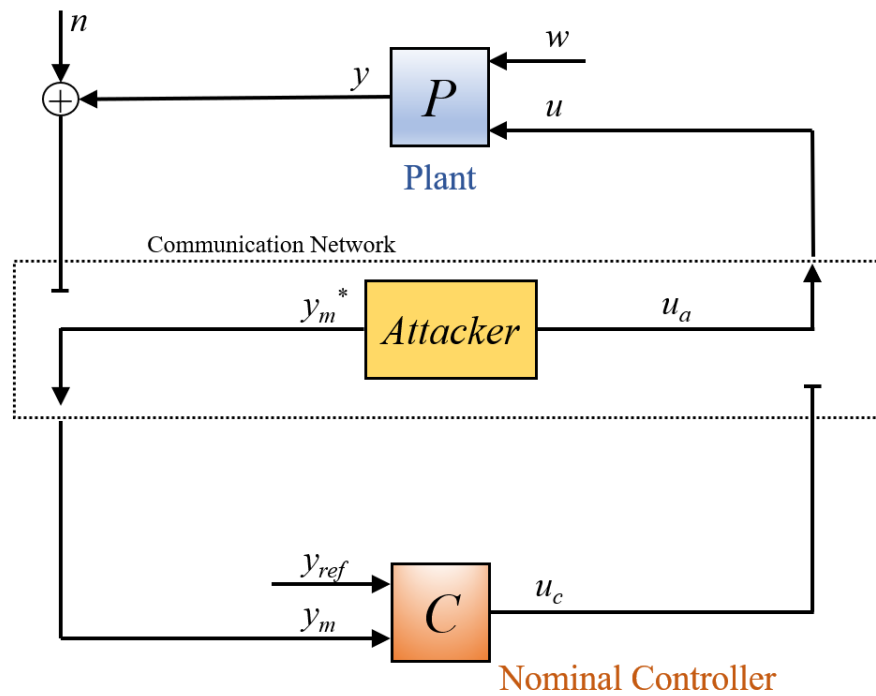 n
w
y
P
u
Plant
Communication Network
y_m^*
Attacker
u_a
y_ref
y_m
C
u_c
Nominal Controller